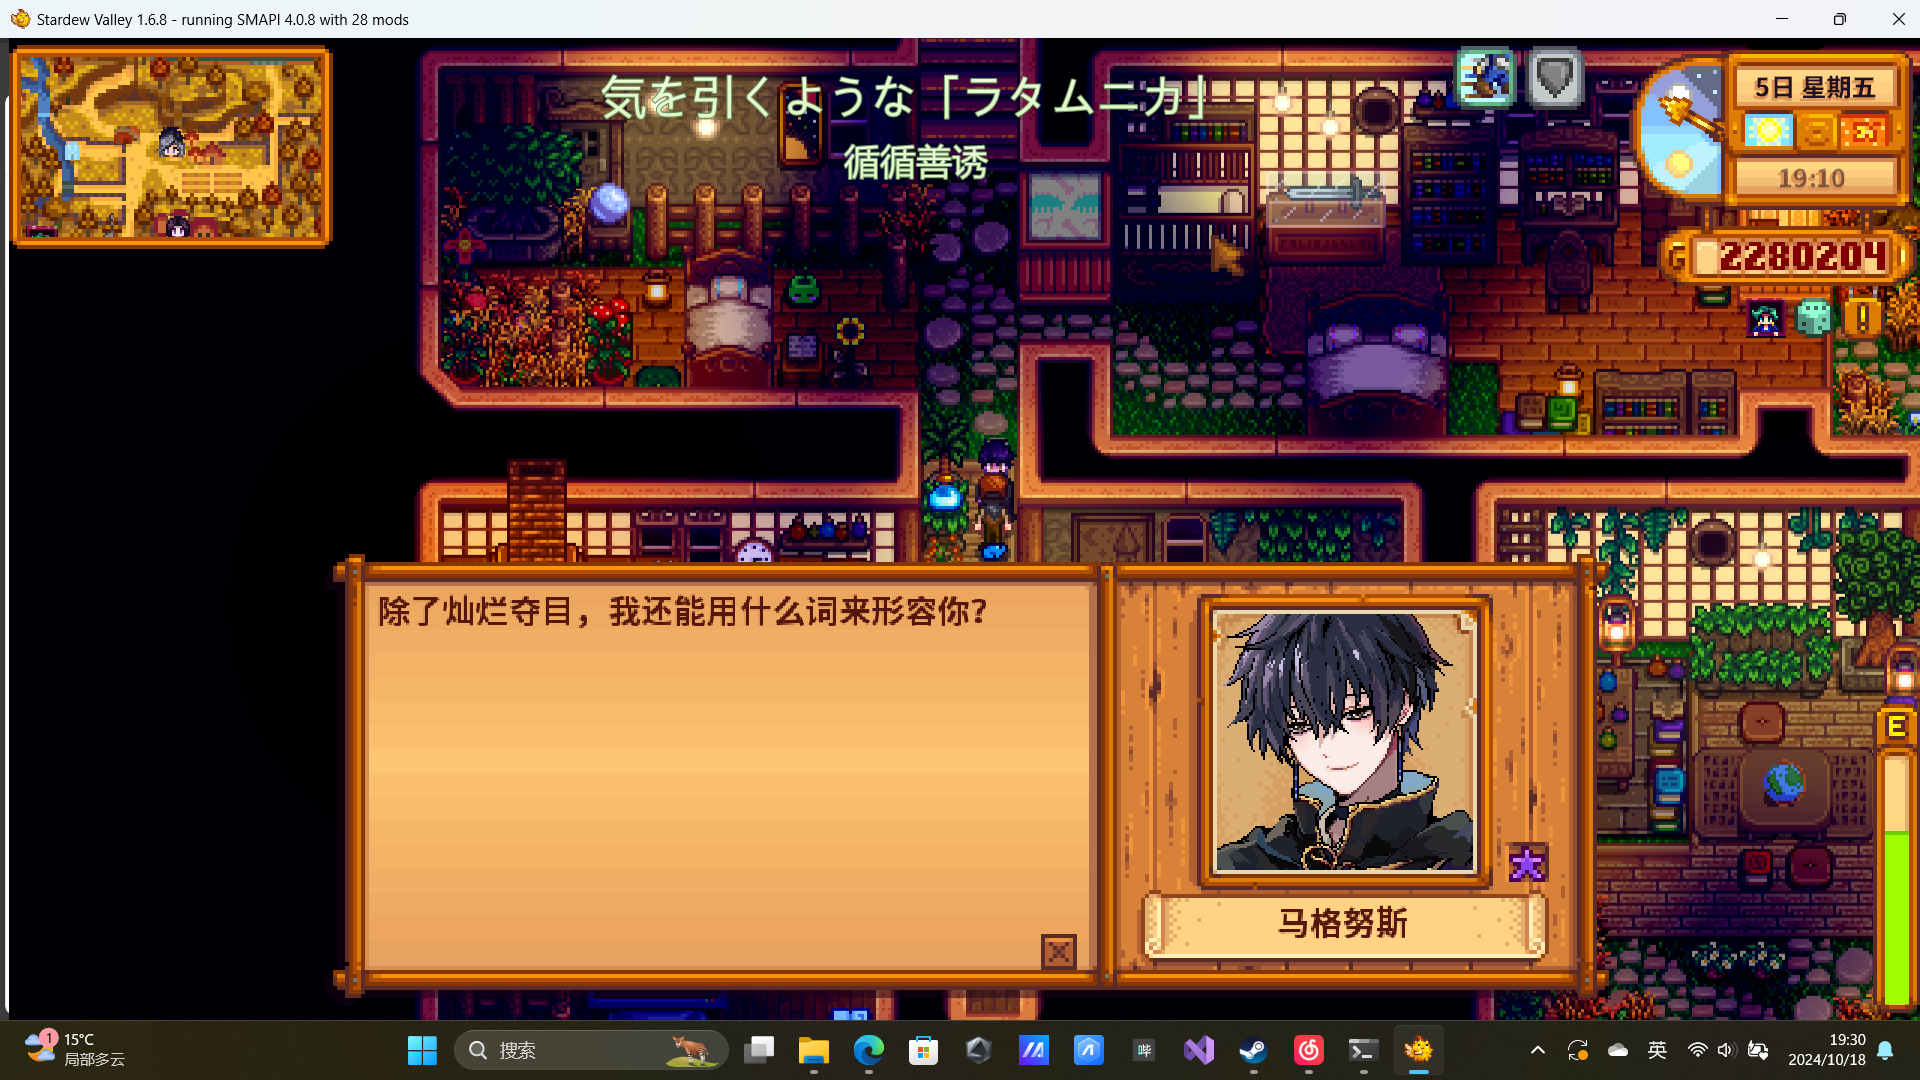 Stardew Valley 1.6.8 - running SMAPI 4.0.8 with 28 mods
気を引くような「ラタムニカ」
循循善诱
5日 星期五
19:10
2280204
除了灿烂夺目，我还能用什么词来形容你？
马格努斯
E
1
15°C
局部多云
搜索
英
19:30
2024/10/18